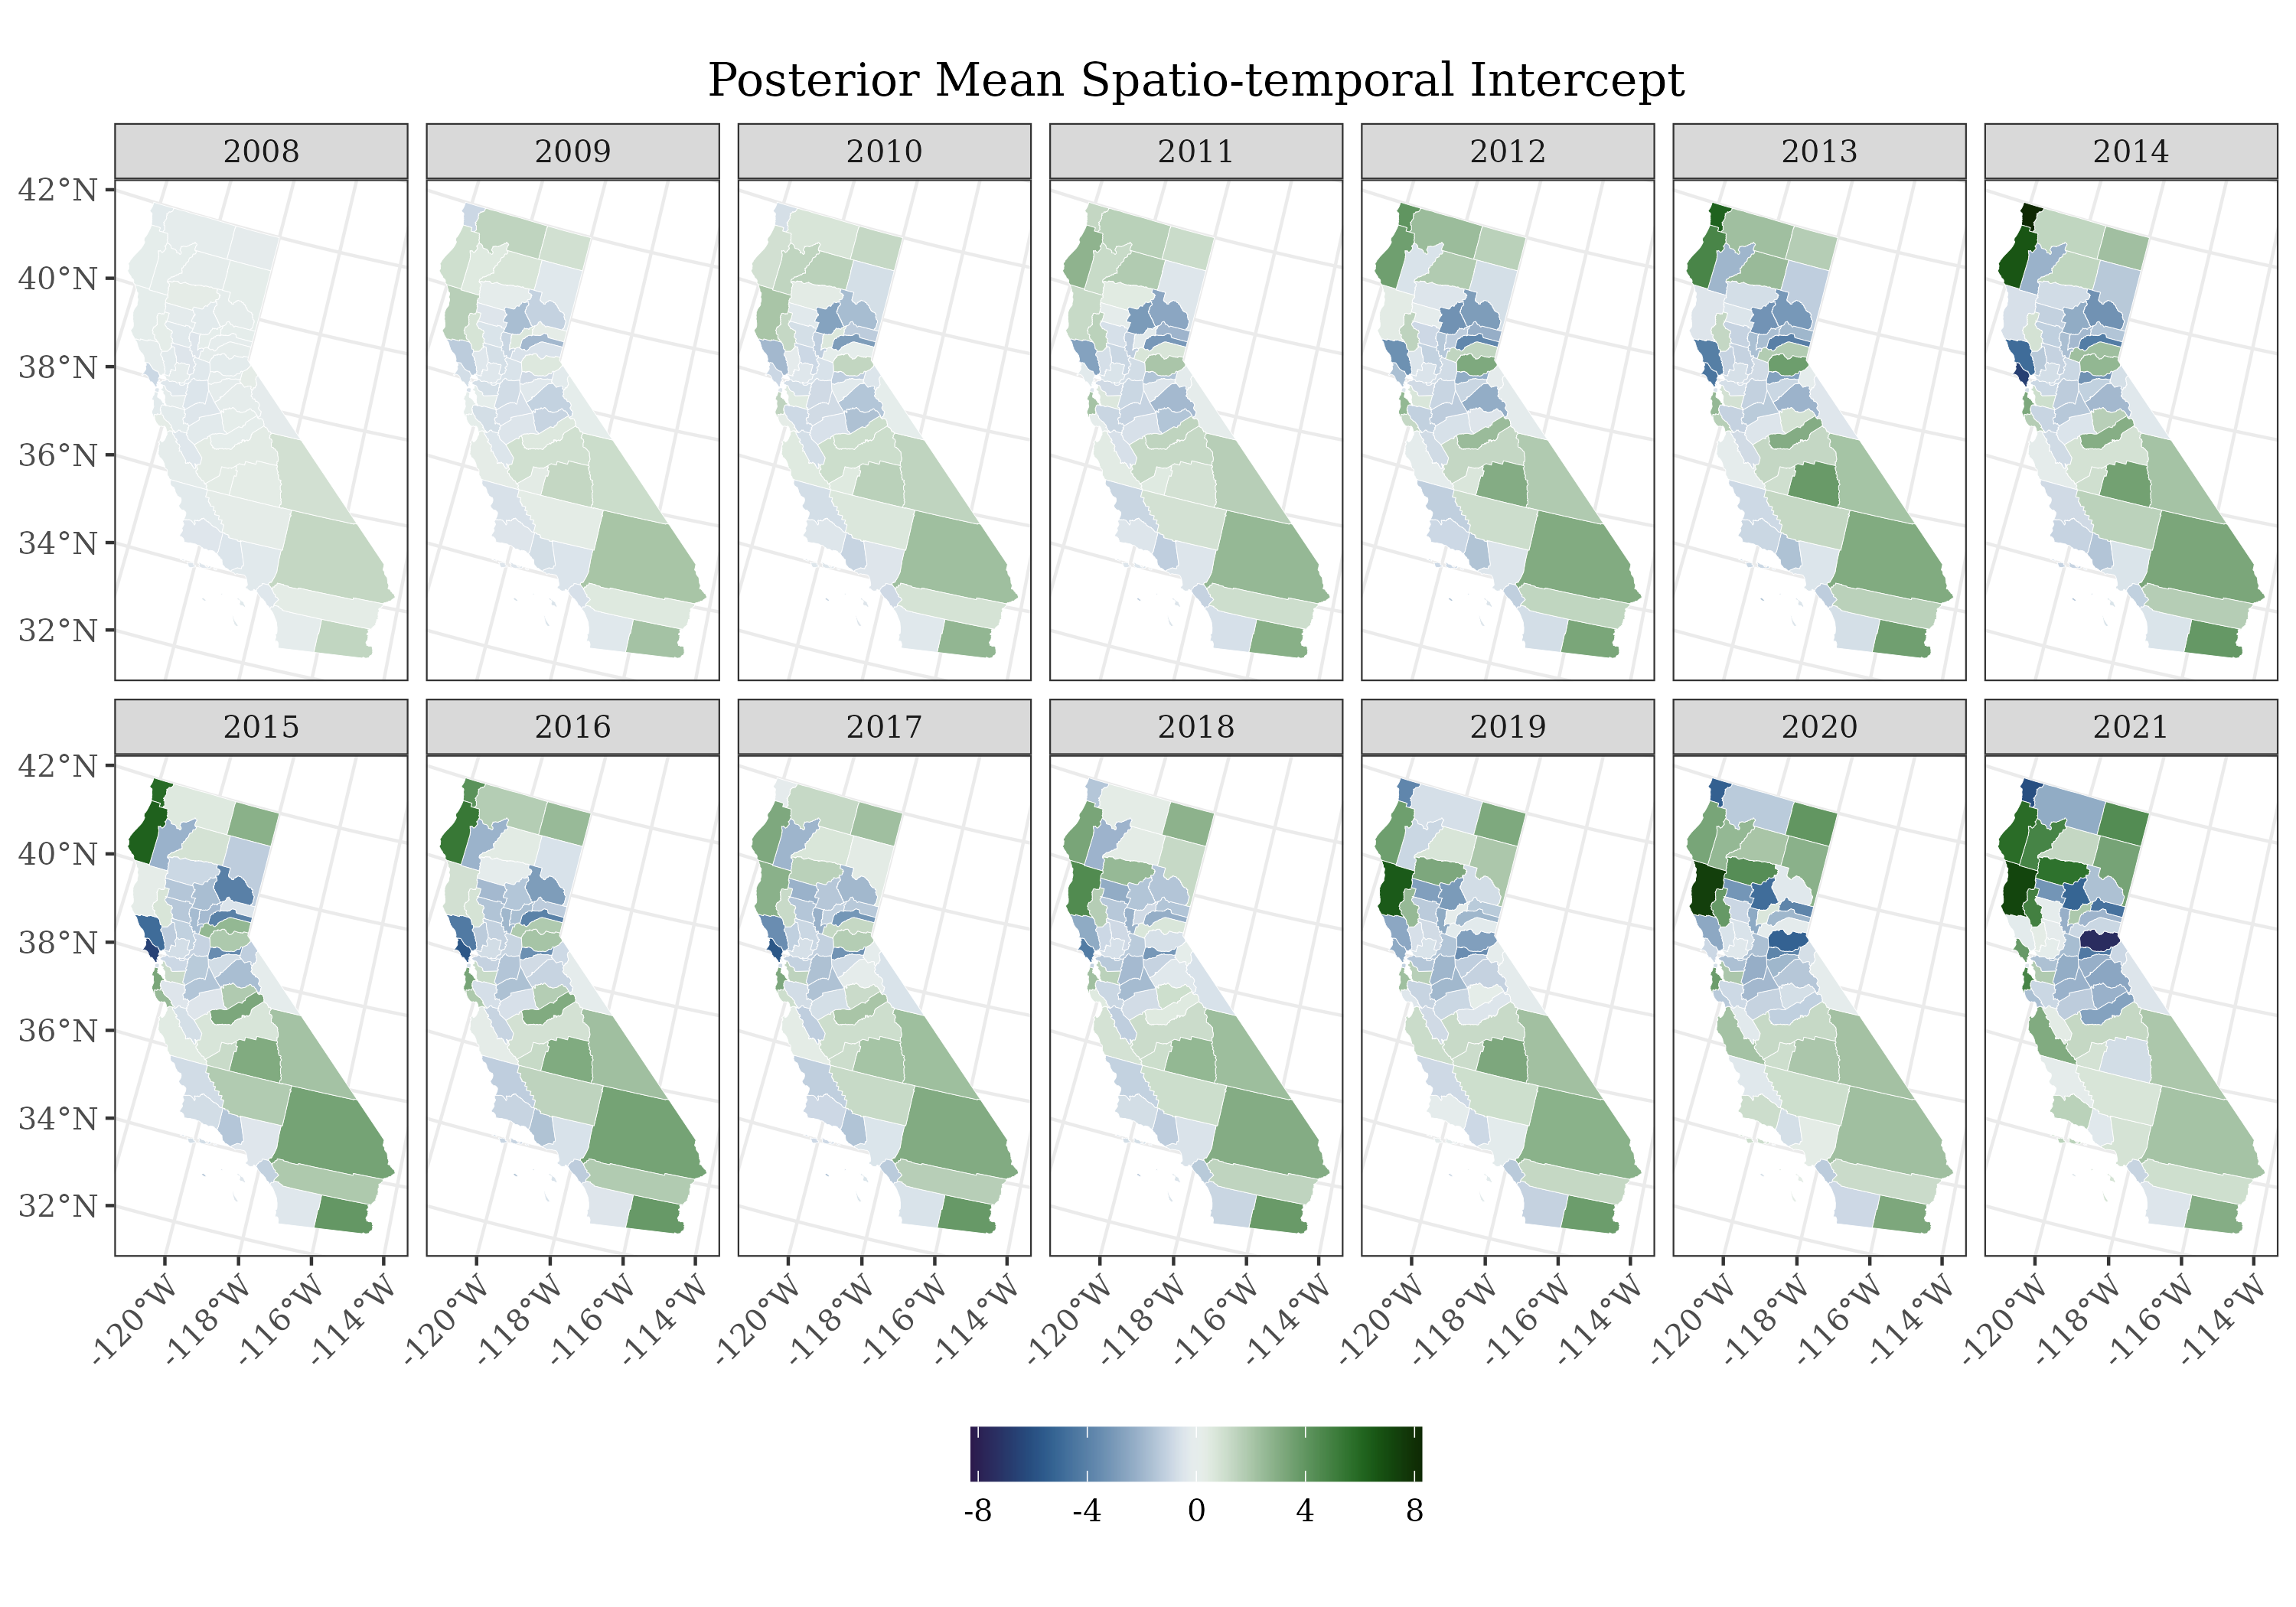 Posterior Mean Spatio-temporal Intercept
2008 2009 2010 2011 2012 2013 2014
42°N
40°N
38°N
36°N
34°N
32°N
2015 2016 2017 2018 2019 2020 2021
42°N
40°N
38°N
36°N
34°N
32°N
-120°W -118°W -116°W -114°W -120°W -118°W -116°W -114°W -120°W -118°W -116°W -114°W -120°W -118°W -116°W -114°W -120°W -118°W -116°W -114°W -120°W -118°W -116°W -114°W -120°W -118°W -116°W -114°W
-8 -4 0 4 8